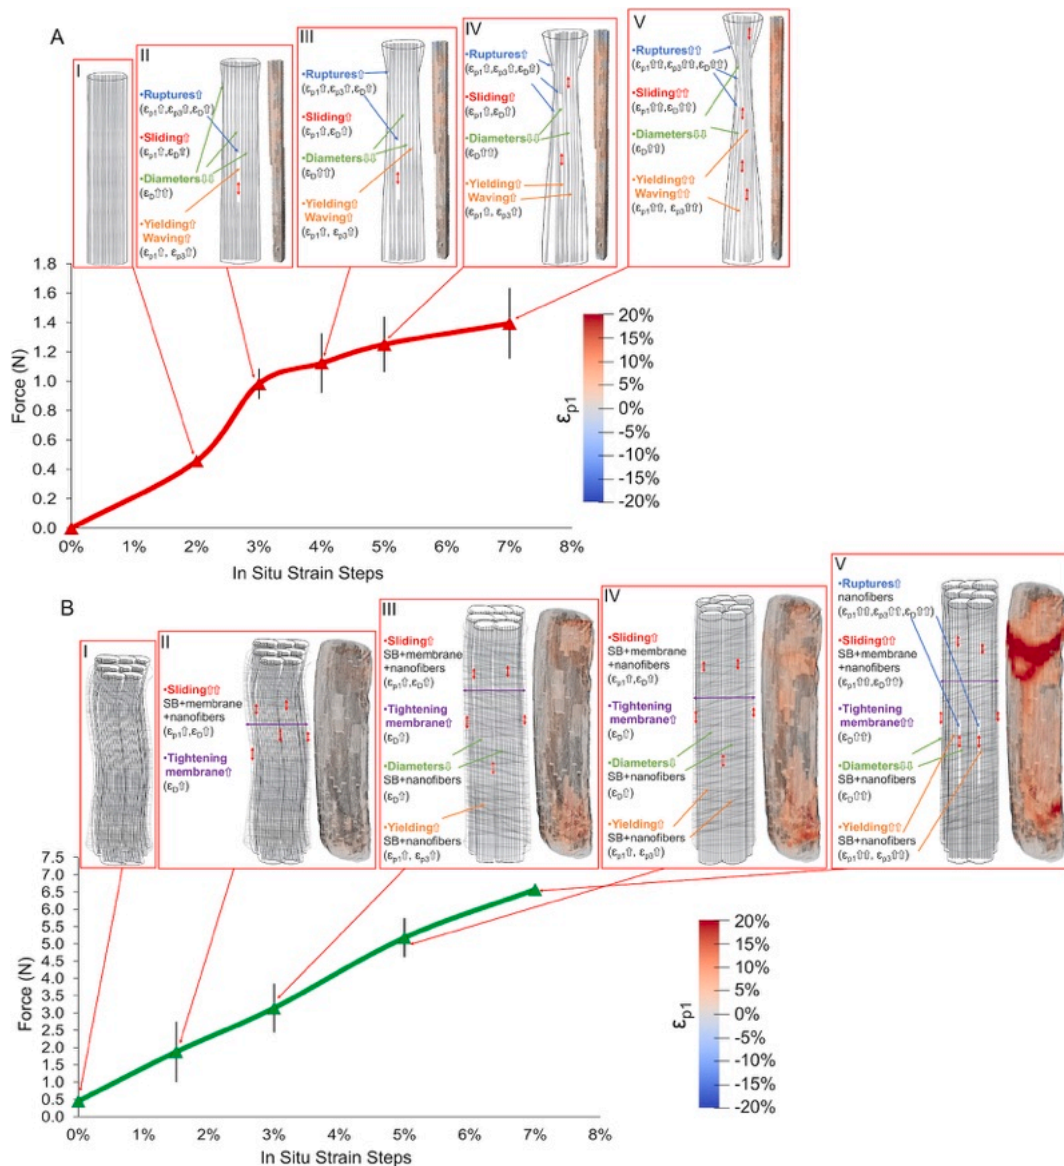 A
I
II
•Ruptures⇧
(εp1⇧,εp3⇧,εD⇧)
•Sliding⇧
(εp1⇧,εD⇧)
•Diameters⇩⇩
(εD⇧⇧)
•Yielding⇧
Waving⇧
(εp1⇧, εp3⇧)
III
•Ruptures⇧
(εp1⇧,εp3⇧,εD⇧)
•Sliding⇧
(εp1⇧,εD⇧)
•Diameters⇩⇩
(εD⇧⇧)
•Yielding⇧
Waving⇧
(εp1⇧, εp3⇧)
IV
•Ruptures⇧
(εp1⇧,εp3⇧,εD⇧)
•Sliding⇧
(εp1⇧,εD⇧)
•Diameters⇩⇩
(εD⇧⇧)
•Yielding⇧
Waving⇧
(εp1⇧, εp3⇧)
V
•Ruptures⇧⇧
(εp1⇧⇧,εp3⇧⇧,εD⇧⇧)
•Sliding⇧⇧
(εp1⇧⇧,εD⇧⇧)
•Diameters⇩⇩
(εD⇧⇧)
•Yielding⇧⇧
Waving⇧⇧
(εp1⇧⇧, εp3⇧⇧)
Force (N)
1.8
1.6
1.4
1.2
1.0
0.8
0.6
0.4
0.2
0.0
0% 1% 2% 3% 4% 5% 6% 7% 8%
In Situ Strain Steps
εp1
20%
15%
10%
5%
0%
-5%
-10%
-15%
-20%
B
I
II
•Sliding⇧⇧
SB+membrane
+nanofibers
(εp1⇧,εD⇧)
•Tightening
membrane⇧
(εD⇧)
III
•Sliding⇧
SB+membrane
+nanofibers
(εp1⇧,εD⇧)
•Tightening
membrane⇧
(εD⇧)
•Diameters⇩
SB+nanofibers
(εD⇧)
•Yielding⇧
SB+nanofibers
(εp1⇧, εp3⇧)
IV
•Sliding⇧
SB+membrane
+nanofibers
(εp1⇧,εD⇧)
•Tightening
membrane⇧
(εD⇧)
•Diameters⇩
SB+nanofibers
(εD⇧)
•Yielding⇧
SB+nanofibers
(εp1⇧, εp3⇧)
V
•Ruptures⇧
nanofibers
(εp1⇧⇧,εp3⇧⇧,εD⇧⇧)
•Sliding⇧⇧
SB+membrane
+nanofibers
(εp1⇧⇧,εD⇧⇧)
•Tightening
membrane⇧⇧
(εD⇧⇧)
•Diameters⇩⇩
SB+nanofibers
(εD⇧⇧)
•Yielding⇧⇧
SB+nanofibers
(εp1⇧⇧, εp3⇧⇧)
Force (N)
7.5
7.0
6.5
6.0
5.5
5.0
4.5
4.0
3.5
3.0
2.5
2.0
1.5
1.0
0.5
0.0
0% 1% 2% 3% 4% 5% 6% 7% 8%
In Situ Strain Steps
εp1
20%
15%
10%
5%
0%
-5%
-10%
-15%
-20%